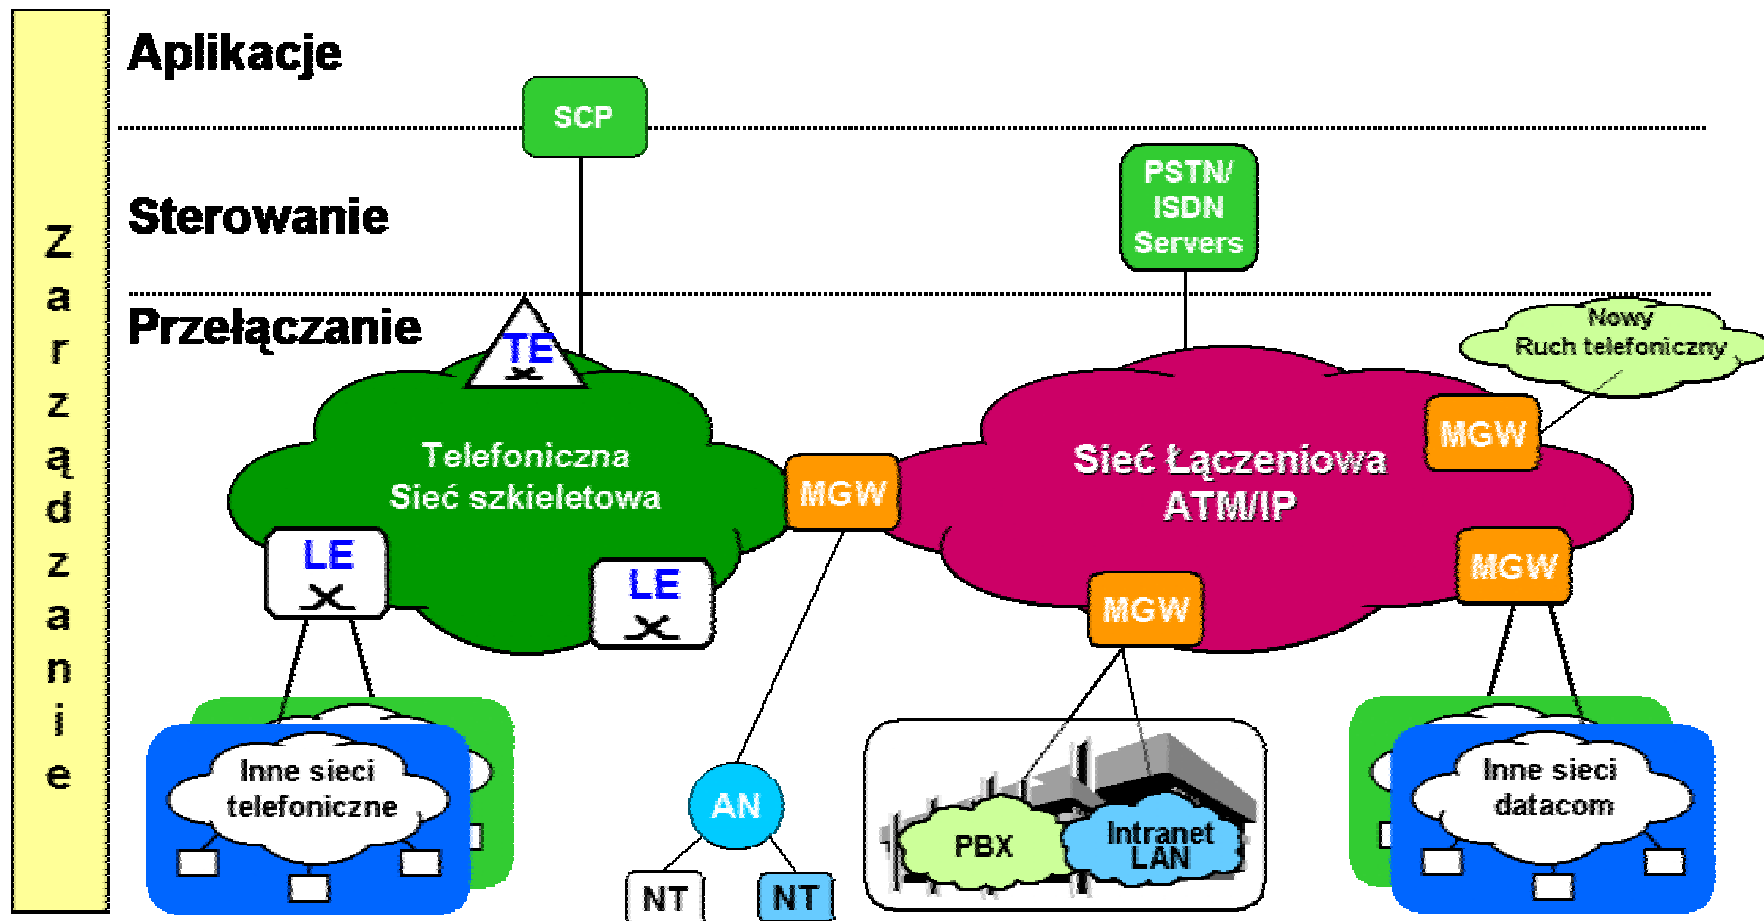 Zarządzanie
Aplikacje
SCP
Sterowanie
PSTN/
ISDN
Servers
Przełączanie
TE
Nowy
Ruch telefoniczny
Telefoniczna
Sieć szkieletowa
MGW
Sieć Łączeniowa
ATM/IP
MGW
LE
LE
MGW
MGW
Inne sieci
telefoniczne
AN
NT
NT
PBX
Intranet
LAN
Inne sieci
datacom